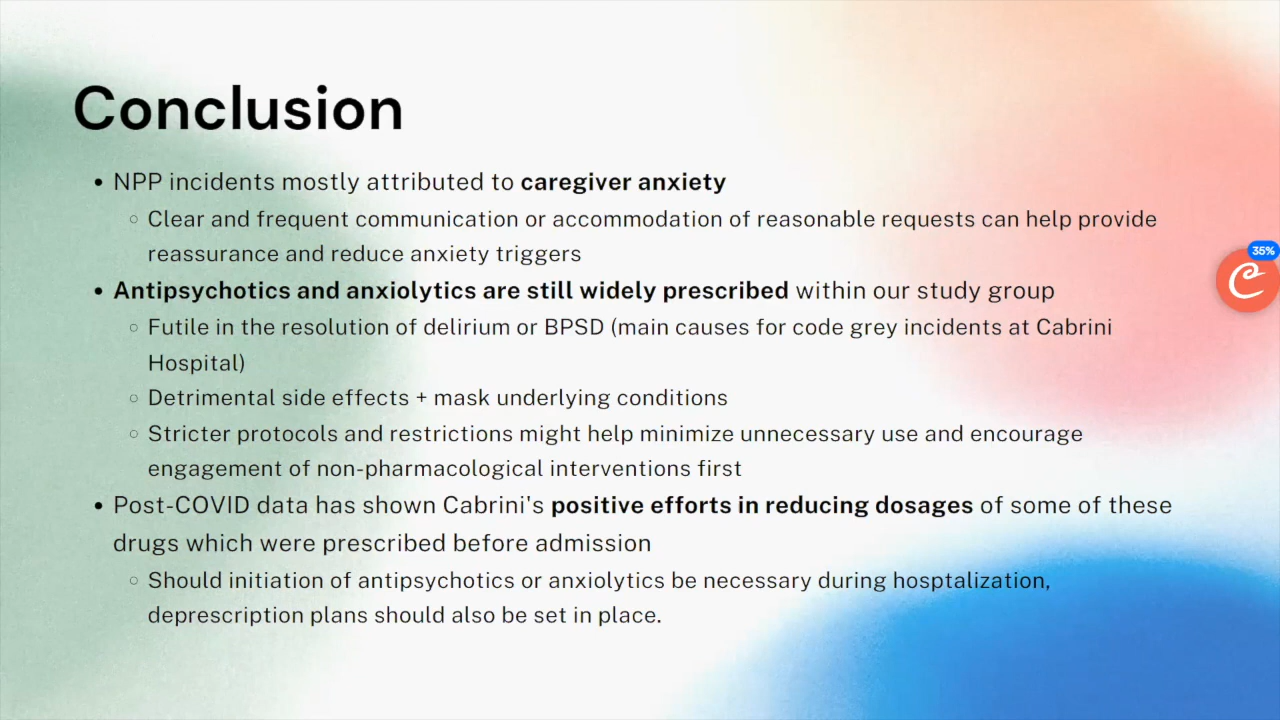 Conclusion
• NPP incidents mostly attributed to caregiver anxiety
○ Clear and frequent communication or accommodation of reasonable requests can help provide
reassurance and reduce anxiety triggers
35%
• Antipsychotics and anxiolytics are still widely prescribed within our study group
○ Futile in the resolution of delirium or BPSD (main causes for code grey incidents at Cabrini
Hospital)
○ Detrimental side effects + mask underlying conditions
○ Stricter protocols and restrictions might help minimize unnecessary use and encourage
engagement of non-pharmacological interventions first
• Post-COVID data has shown Cabrini's positive efforts in reducing dosages of some of these
drugs which were prescribed before admission
○ Should initiation of antipsychotics or anxiolytics be necessary during hosptalization,
deprescription plans should also be set in place.